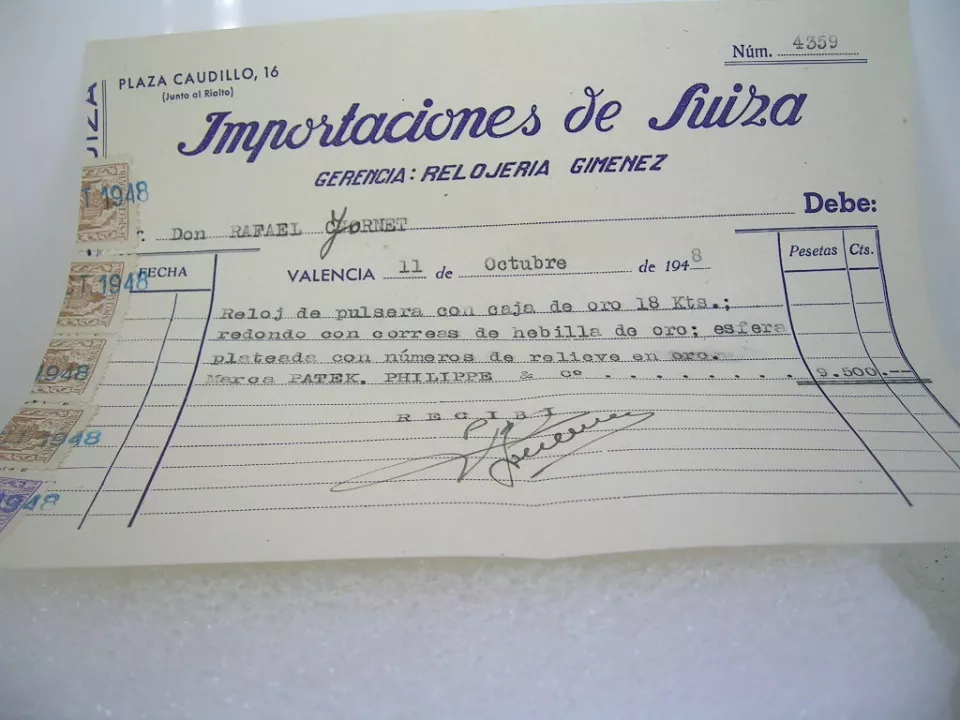 PLAZA CAUDILLO, 16
(Junto al Rialto)
Núm. 4359
Importaciones de Suiza
GERENCIA: RELOJERIA GIMENEZ
Debe:
r. Don RAFAEL YORNET
FECHA
VALENCIA 11 de Octubre de 1948
Pesetas Cts.
Reloj de pulsera con caja de oro 18 Kts.;
redondo con correas de hebilla de oro; esfera
plateada con números de relieve en oro.
Marca PATEK. PHILIPPE & Cº . . . . . . . . 9.500.--
RECIBI
T 1948
T 1948
1948
1948
1948